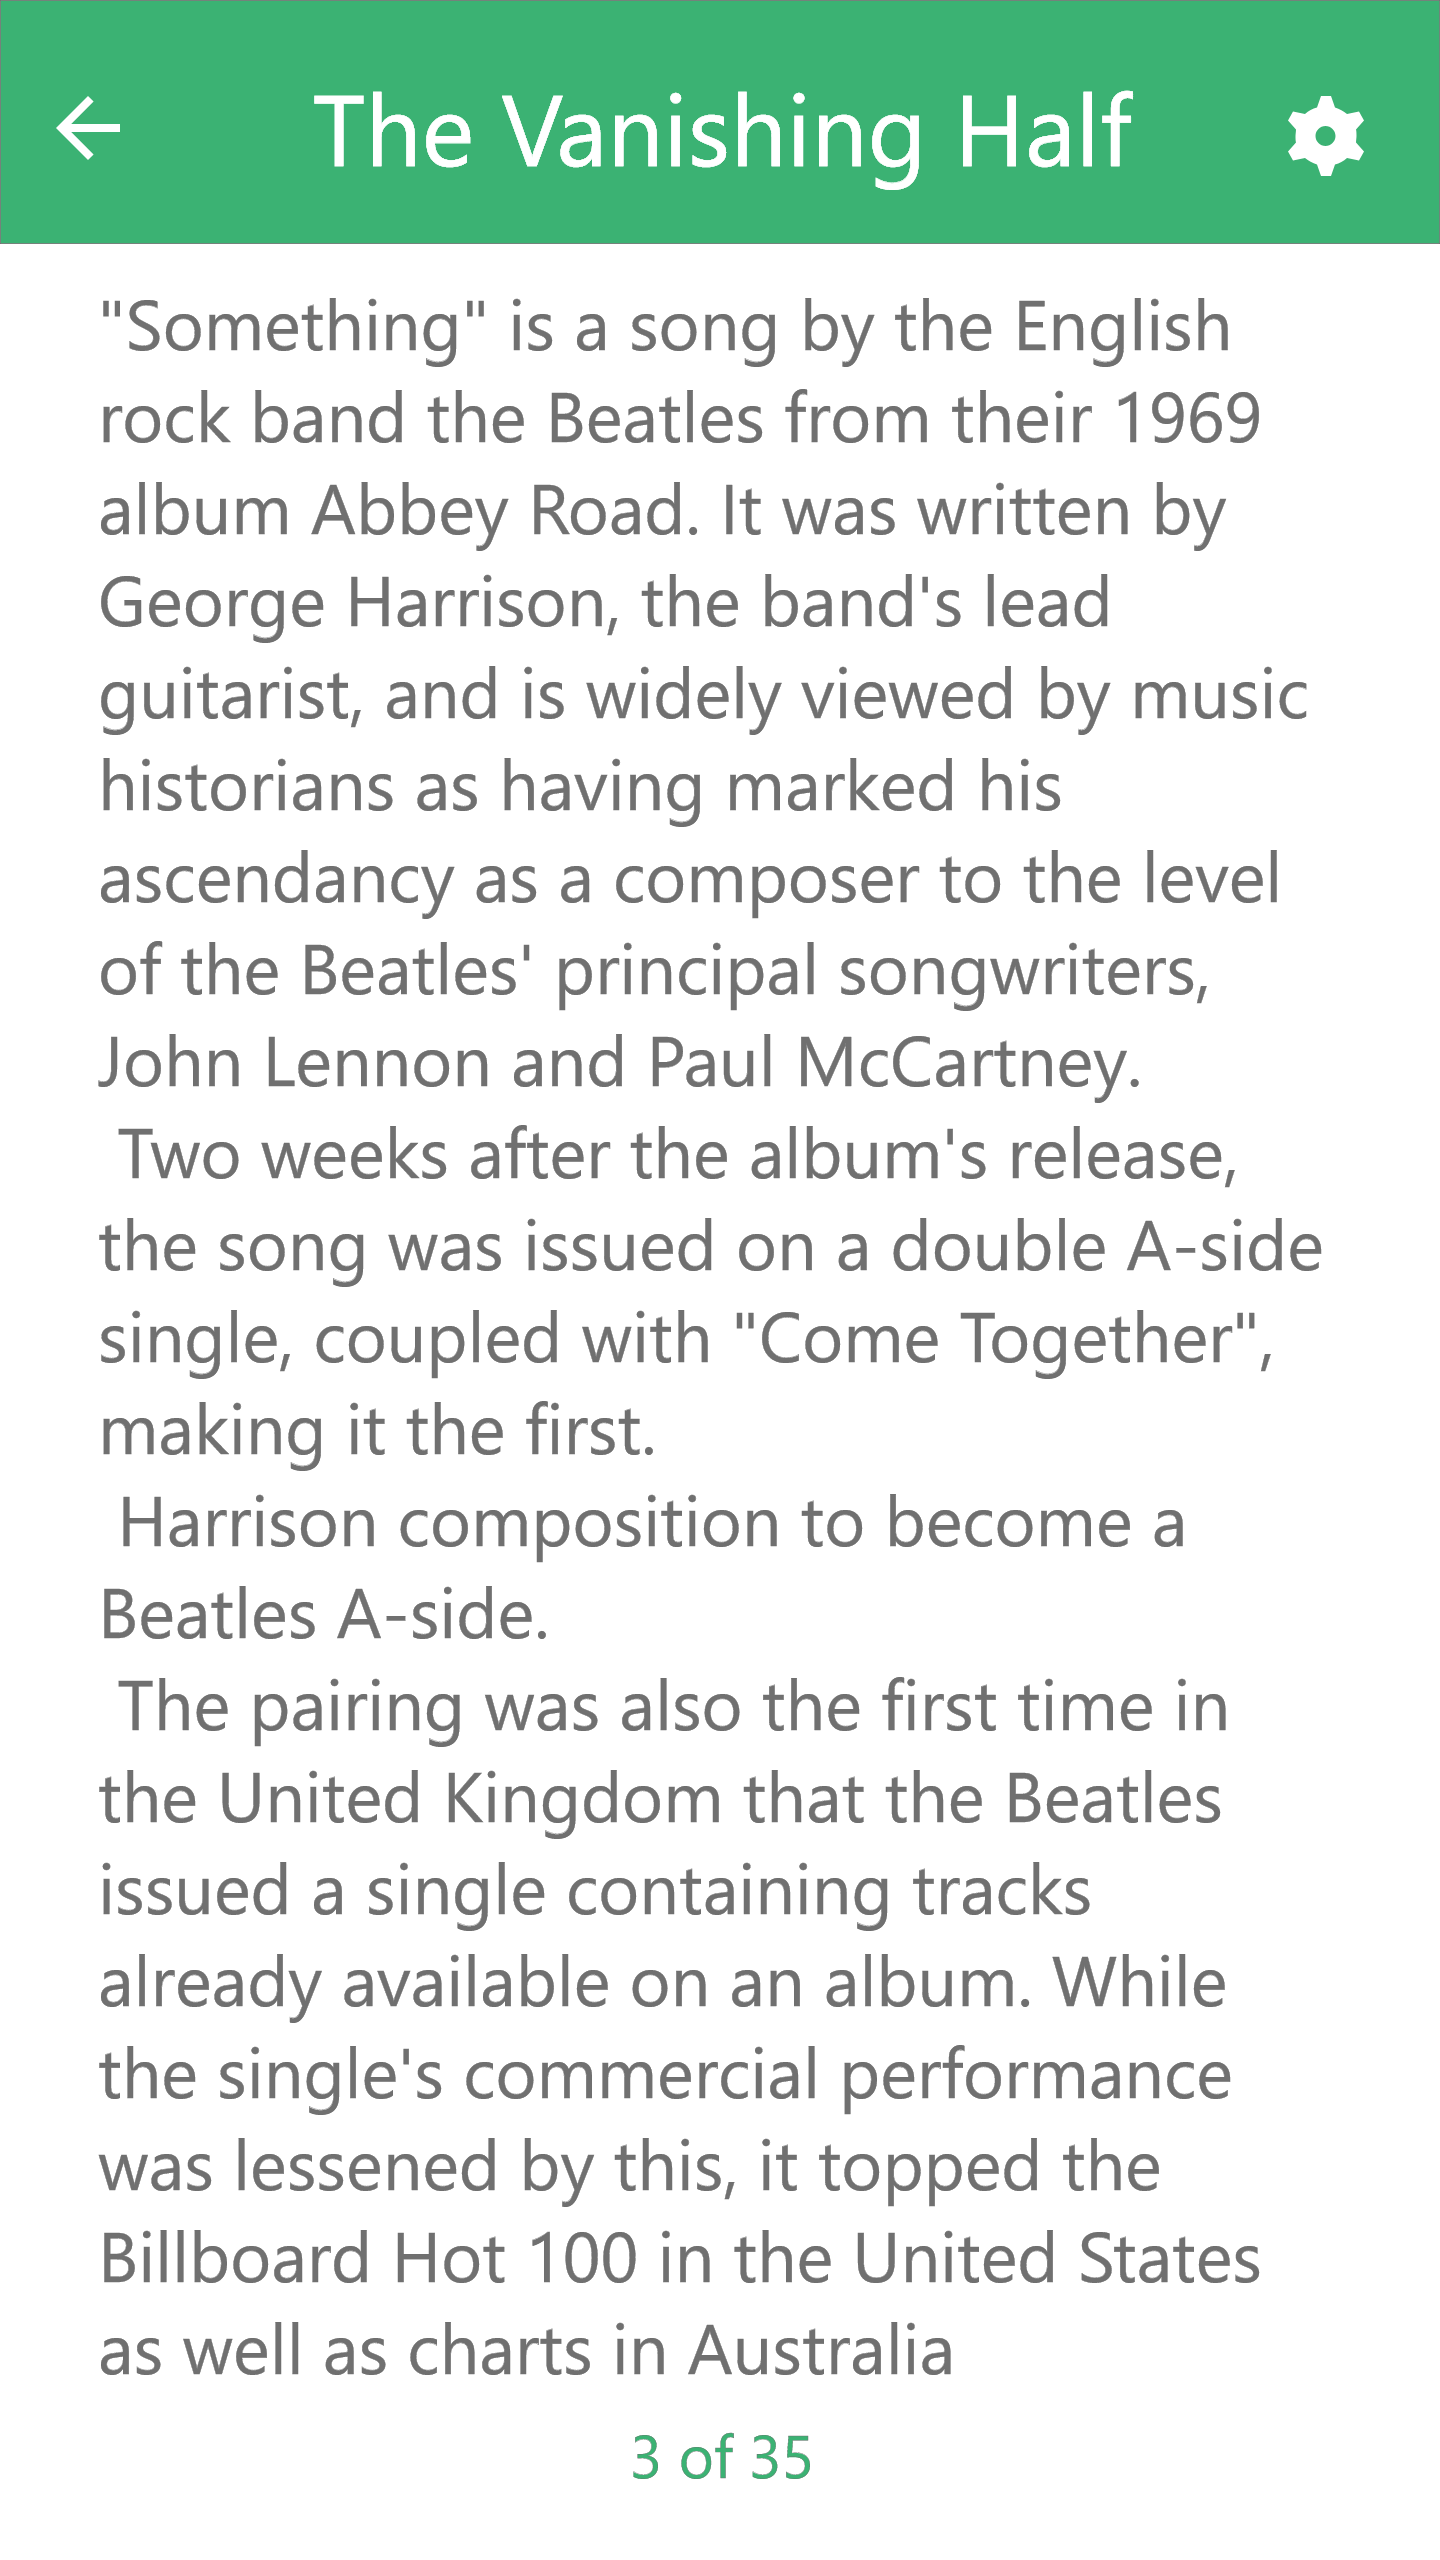 The Vanishing Half
"Something" is a song by the English
rock band the Beatles from their 1969
album Abbey Road. It was written by
George Harrison, the band's lead
guitarist, and is widely viewed by music
historians as having marked his
ascendancy as a composer to the level
of the Beatles' principal songwriters,
John Lennon and Paul McCartney.
Two weeks after the album's release,
the song was issued on a double A-side
single, coupled with "Come Together",
making it the first.
Harrison composition to become a
Beatles A-side.
The pairing was also the first time in
the United Kingdom that the Beatles
issued a single containing tracks
already available on an album. While
the single's commercial performance
was lessened by this, it topped the
Billboard Hot 100 in the United States
as well as charts in Australia
3 of 35